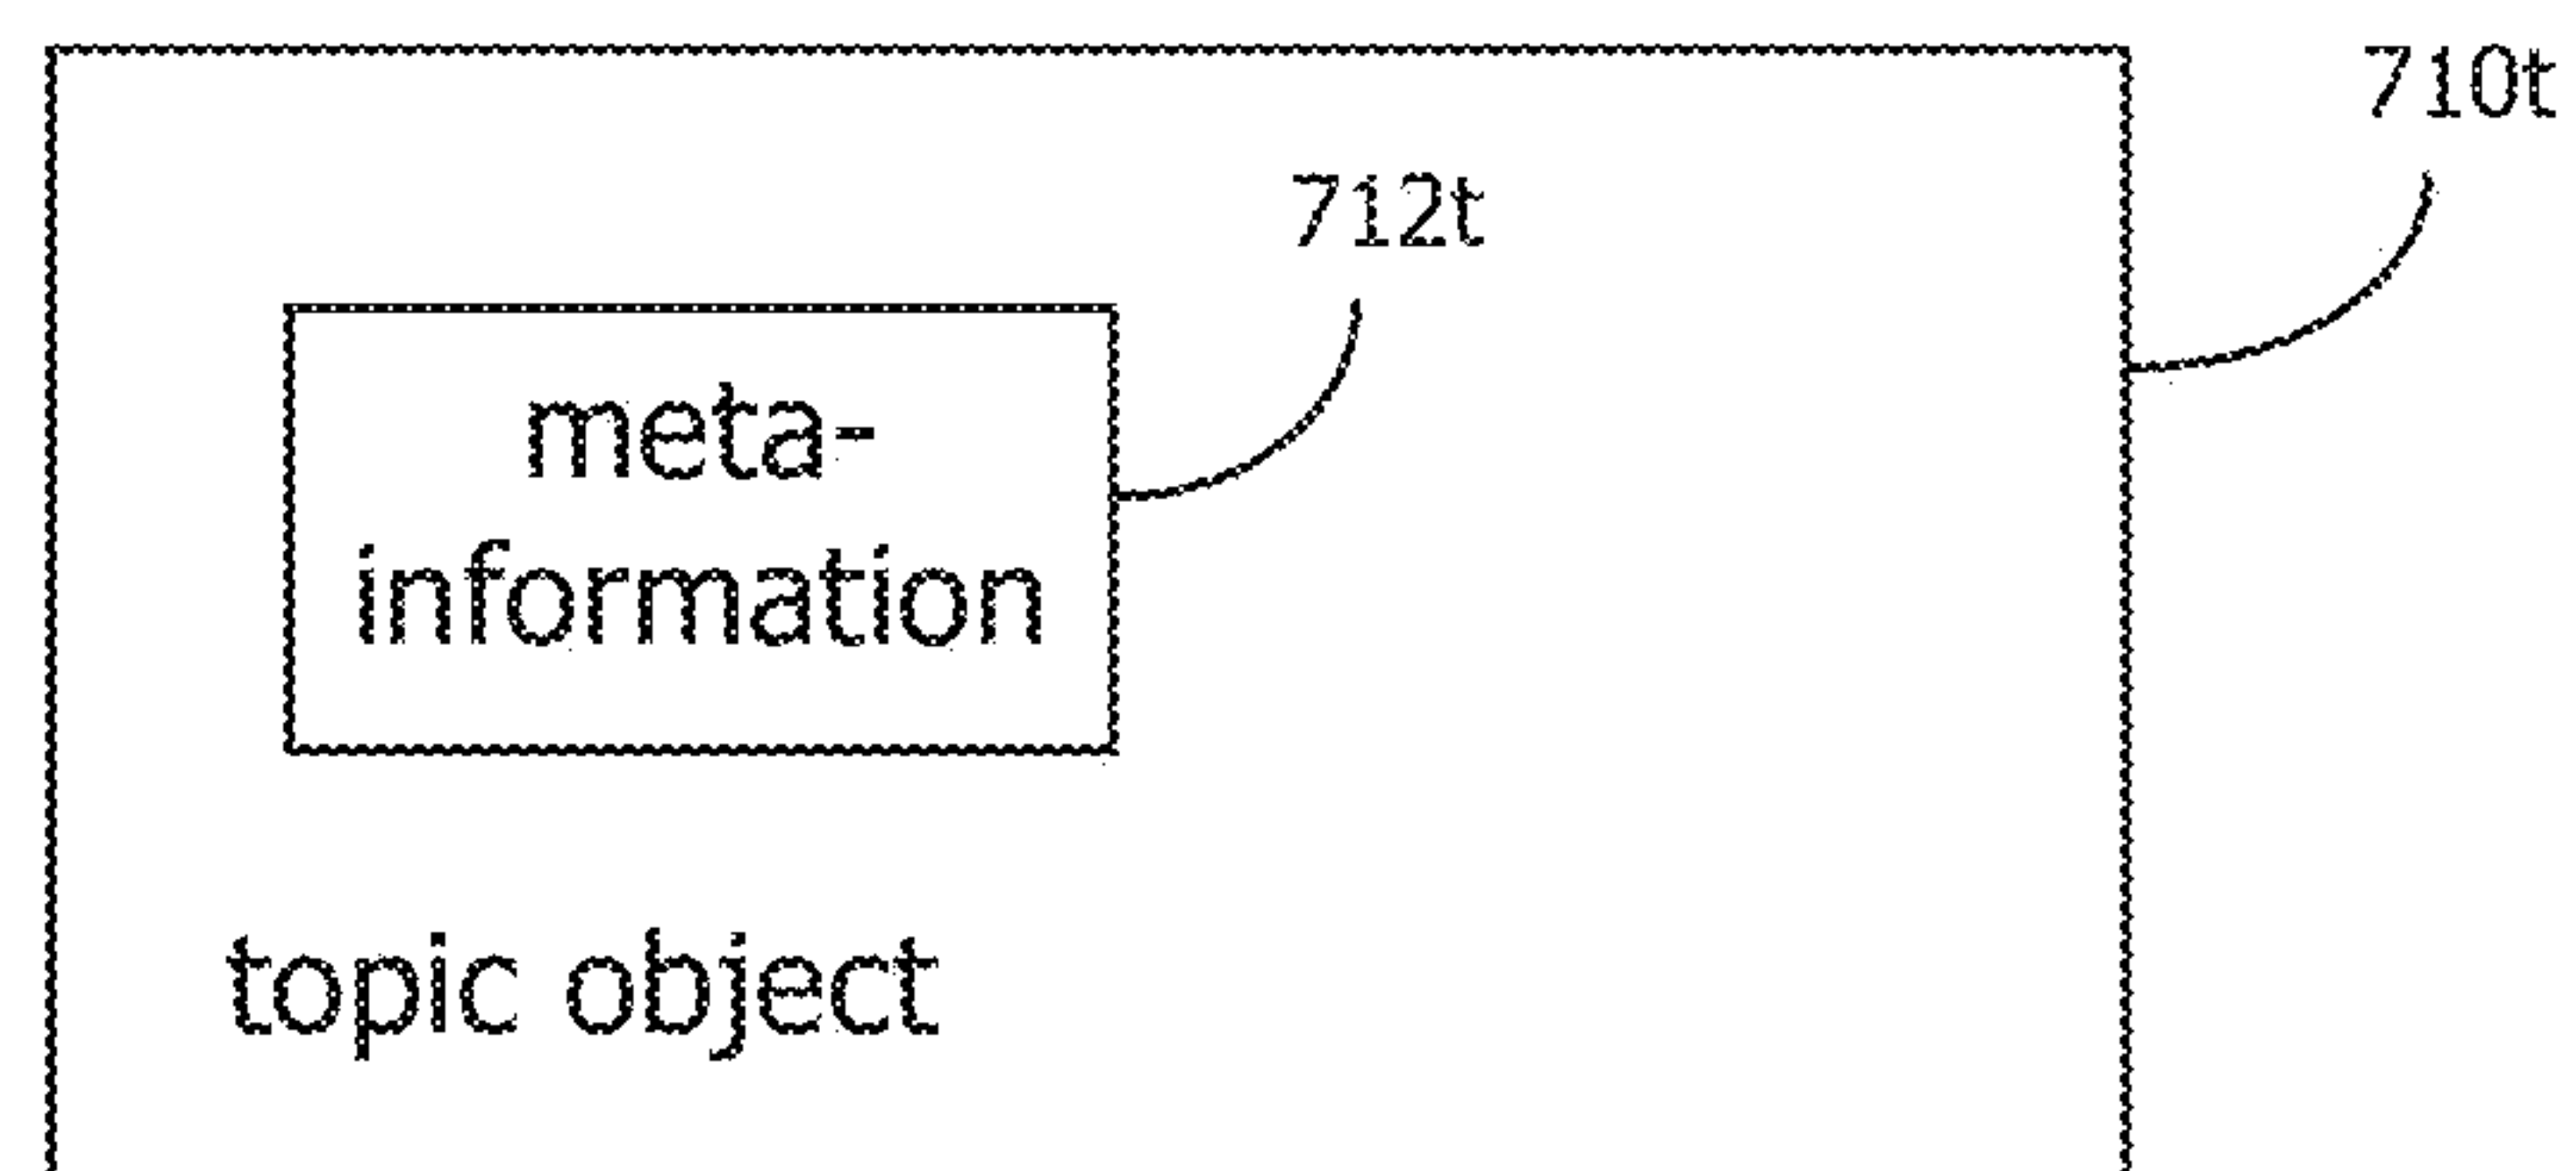 710t
712t
meta-
information
topic object